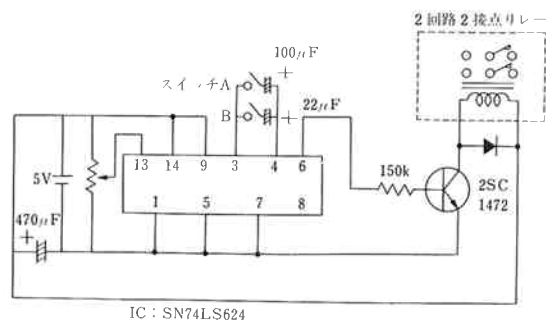 2回路2接点リレー
100μF
+
スイッチA
B
+
22μF
150k
2SC
1472
13 14 9 3 4 6
5V
1 5 7 8
470μF
+
IC:SN74LS624